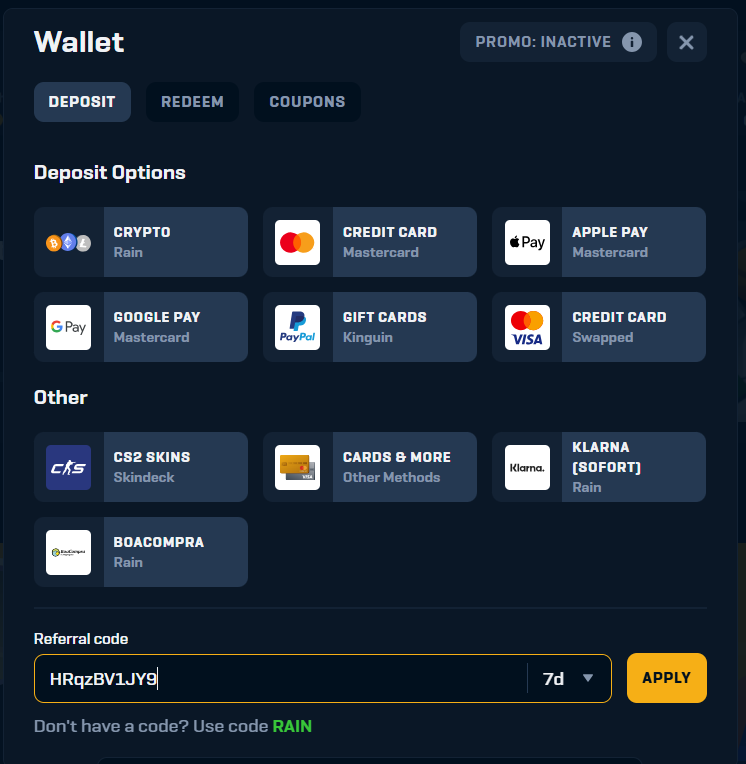 Wallet
PROMO: INACTIVE
DEPOSIT
REDEEM
COUPONS
Deposit Options
CRYPTO
Rain
CREDIT CARD
Mastercard
Pay
APPLE PAY
Mastercard
G Pay
GOOGLE PAY
Mastercard
PayPal
GIFT CARDS
Kinguin
VISA
CREDIT CARD
Swapped
Other
CS2 SKINS
Skindeck
VISA
CARDS & MORE
Other Methods
Klarna.
KLARNA
(SOFORT)
Rain
BoaCompra
BOACOMPRA
Rain
Referral code
HRqzBV1JY9
7d
APPLY
Don't have a code? Use code RAIN